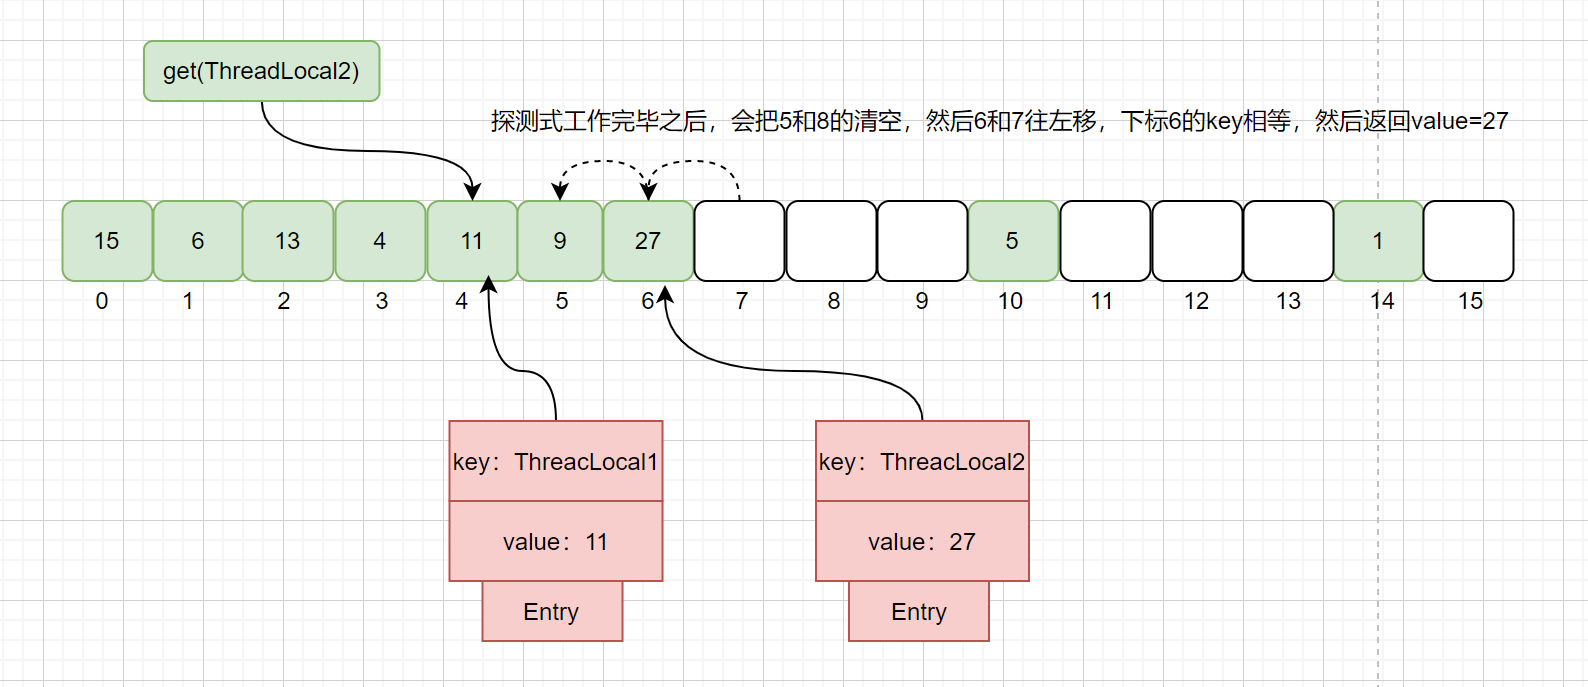 get(ThreadLocal2)
探测式工作完毕之后，会把5和8的清空，然后6和7往左移，下标6的key相等，然后返回value=27
15 6 13 4 11 9 27 5 1
0 1 2 3 4 5 6 7 8 9 10 11 12 13 14 15
key：ThreacLocal1
key：ThreacLocal2
value：11
value：27
Entry
Entry